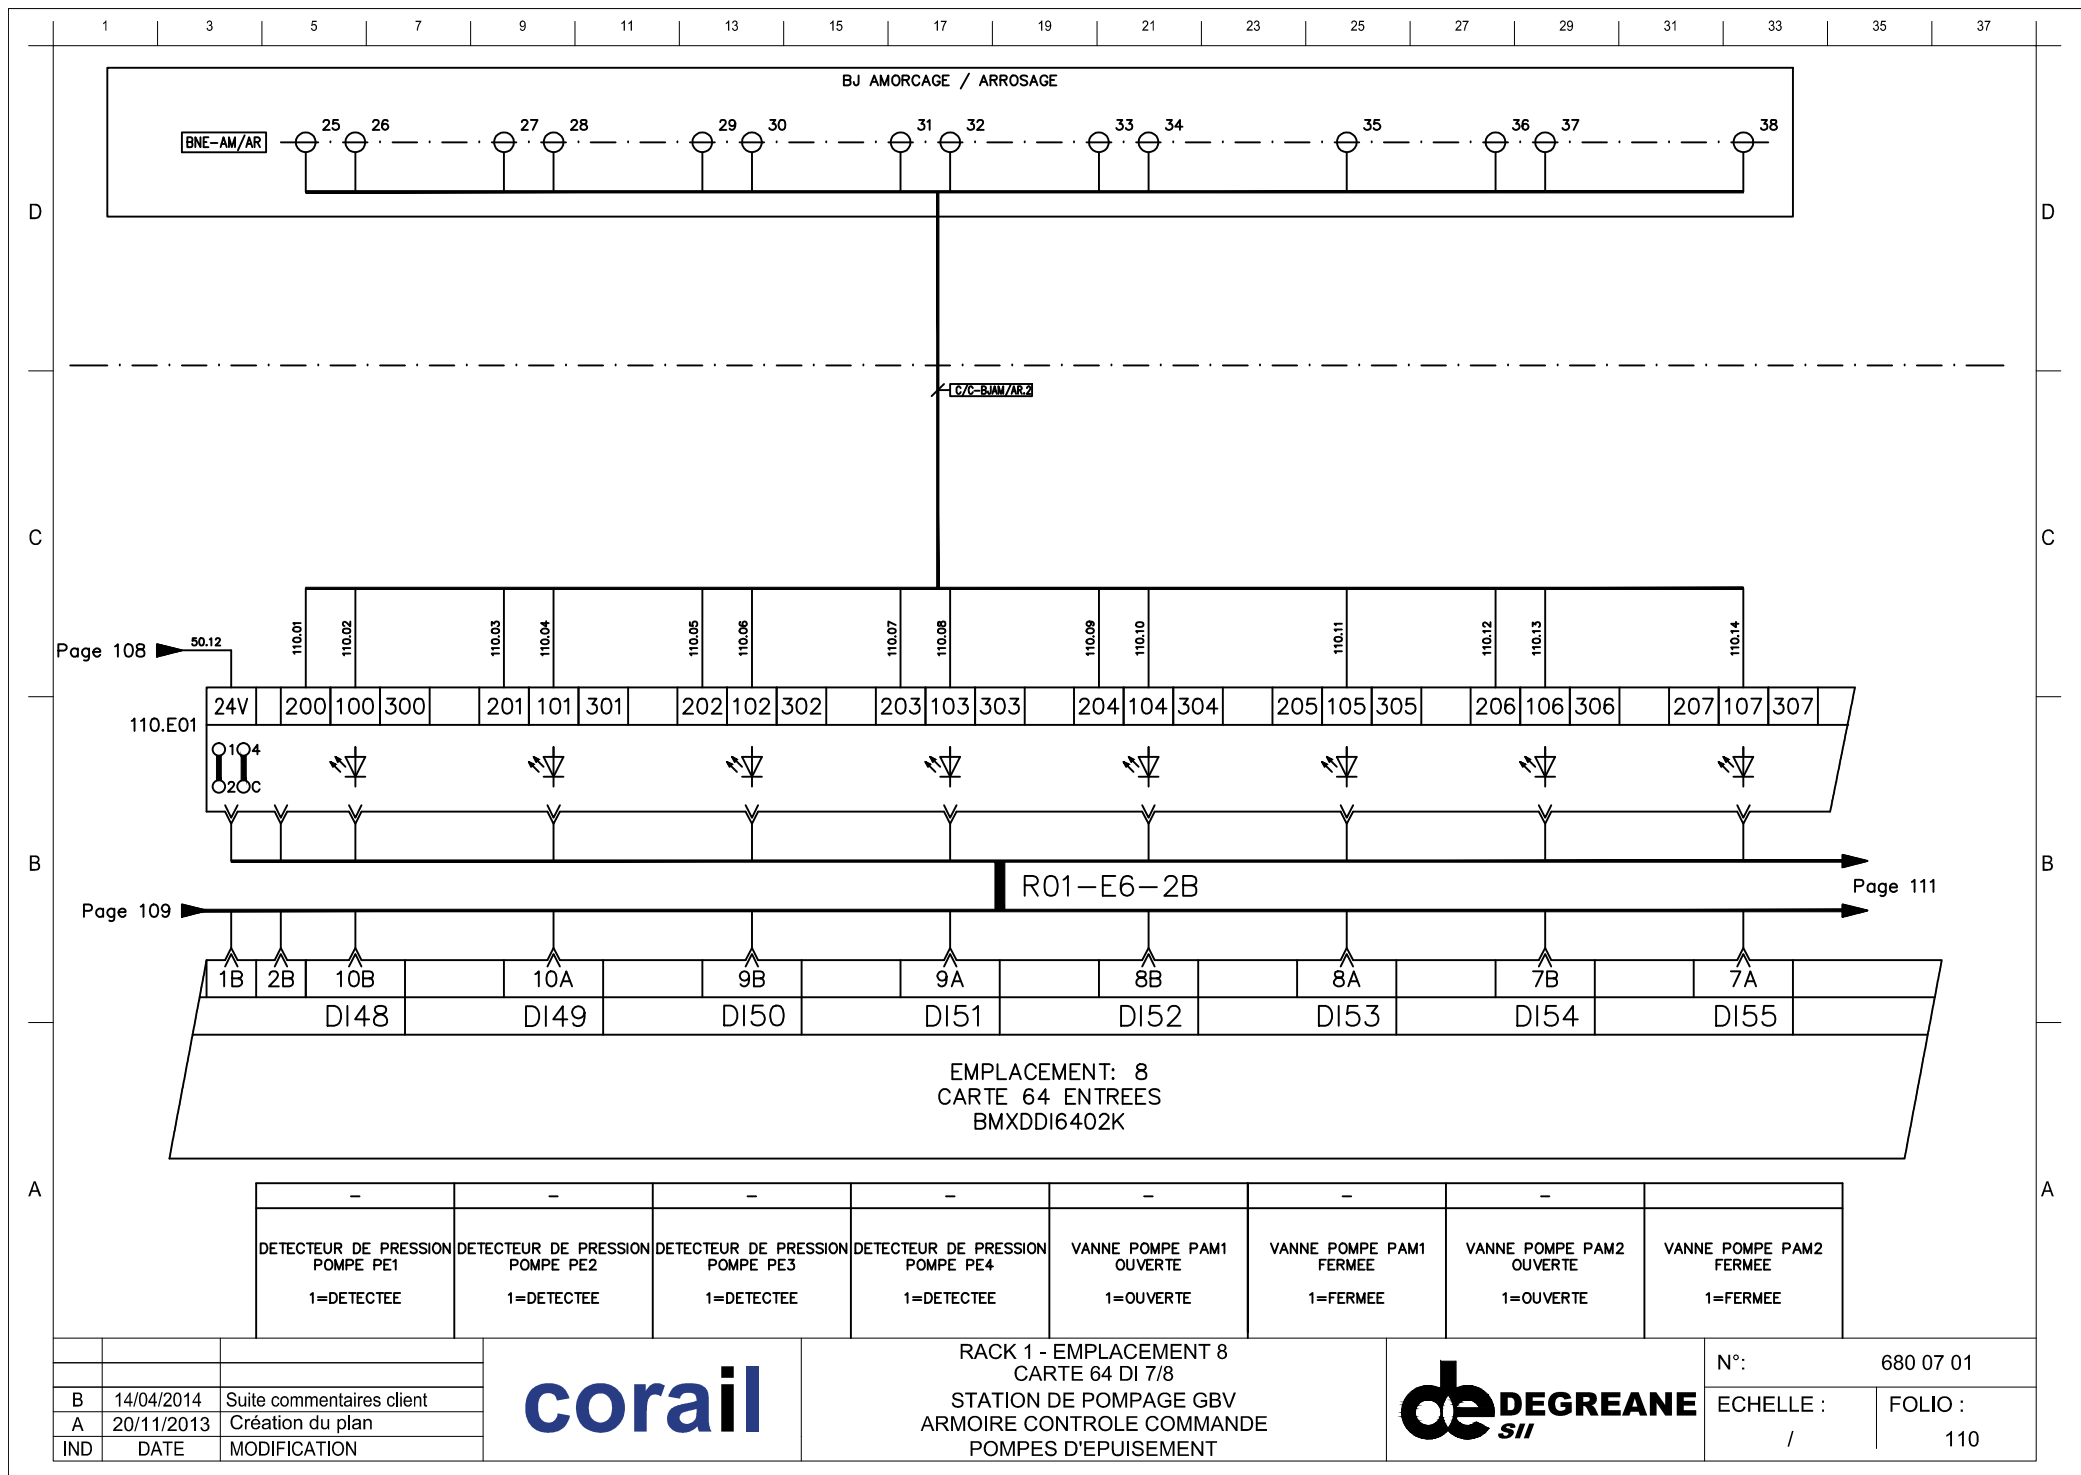 1 3 5 7 9 11 13 15 17 19 21 23 25 27 29 31 33 35 37
BJ AMORCAGE / ARROSAGE
BNE-AM/AR 25 26 27 28 29 30 31 32 33 34 35 36 37 38
D D
C/C-BJAM/AR.2
C C
110.01 110.02 110.03 110.04 110.05 110.06 110.07 110.08 110.09 110.10 110.11 110.12 110.13 110.14
Page 108 50.12
110.E01 24V 200 100 300 201 101 301 202 102 302 203 103 303 204 104 304 205 105 305 206 106 306 207 107 307
1 4
2 C
B B
R01-E6-2B
Page 111
Page 109
1B 2B 10B 10A 9B 9A 8B 8A 7B 7A
DI48 DI49 DI50 DI51 DI52 DI53 DI54 DI55
EMPLACEMENT: 8
CARTE 64 ENTREES
BMXDDI6402K
A A
- - - - - - -
DETECTEUR DE PRESSION
POMPE PE1
1=DETECTEE
DETECTEUR DE PRESSION
POMPE PE2
1=DETECTEE
DETECTEUR DE PRESSION
POMPE PE3
1=DETECTEE
DETECTEUR DE PRESSION
POMPE PE4
1=DETECTEE
VANNE POMPE PAM1
OUVERTE
1=OUVERTE
VANNE POMPE PAM1
FERMEE
1=FERMEE
VANNE POMPE PAM2
OUVERTE
1=OUVERTE
VANNE POMPE PAM2
FERMEE
1=FERMEE
B 14/04/2014 Suite commentaires client
A 20/11/2013 Création du plan
IND DATE MODIFICATION
corail
RACK 1 - EMPLACEMENT 8
CARTE 64 DI 7/8
STATION DE POMPAGE GBV
ARMOIRE CONTROLE COMMANDE
POMPES D'EPUISEMENT
de DEGREANE
SII
N°: 680 07 01
ECHELLE : FOLIO :
/ 110